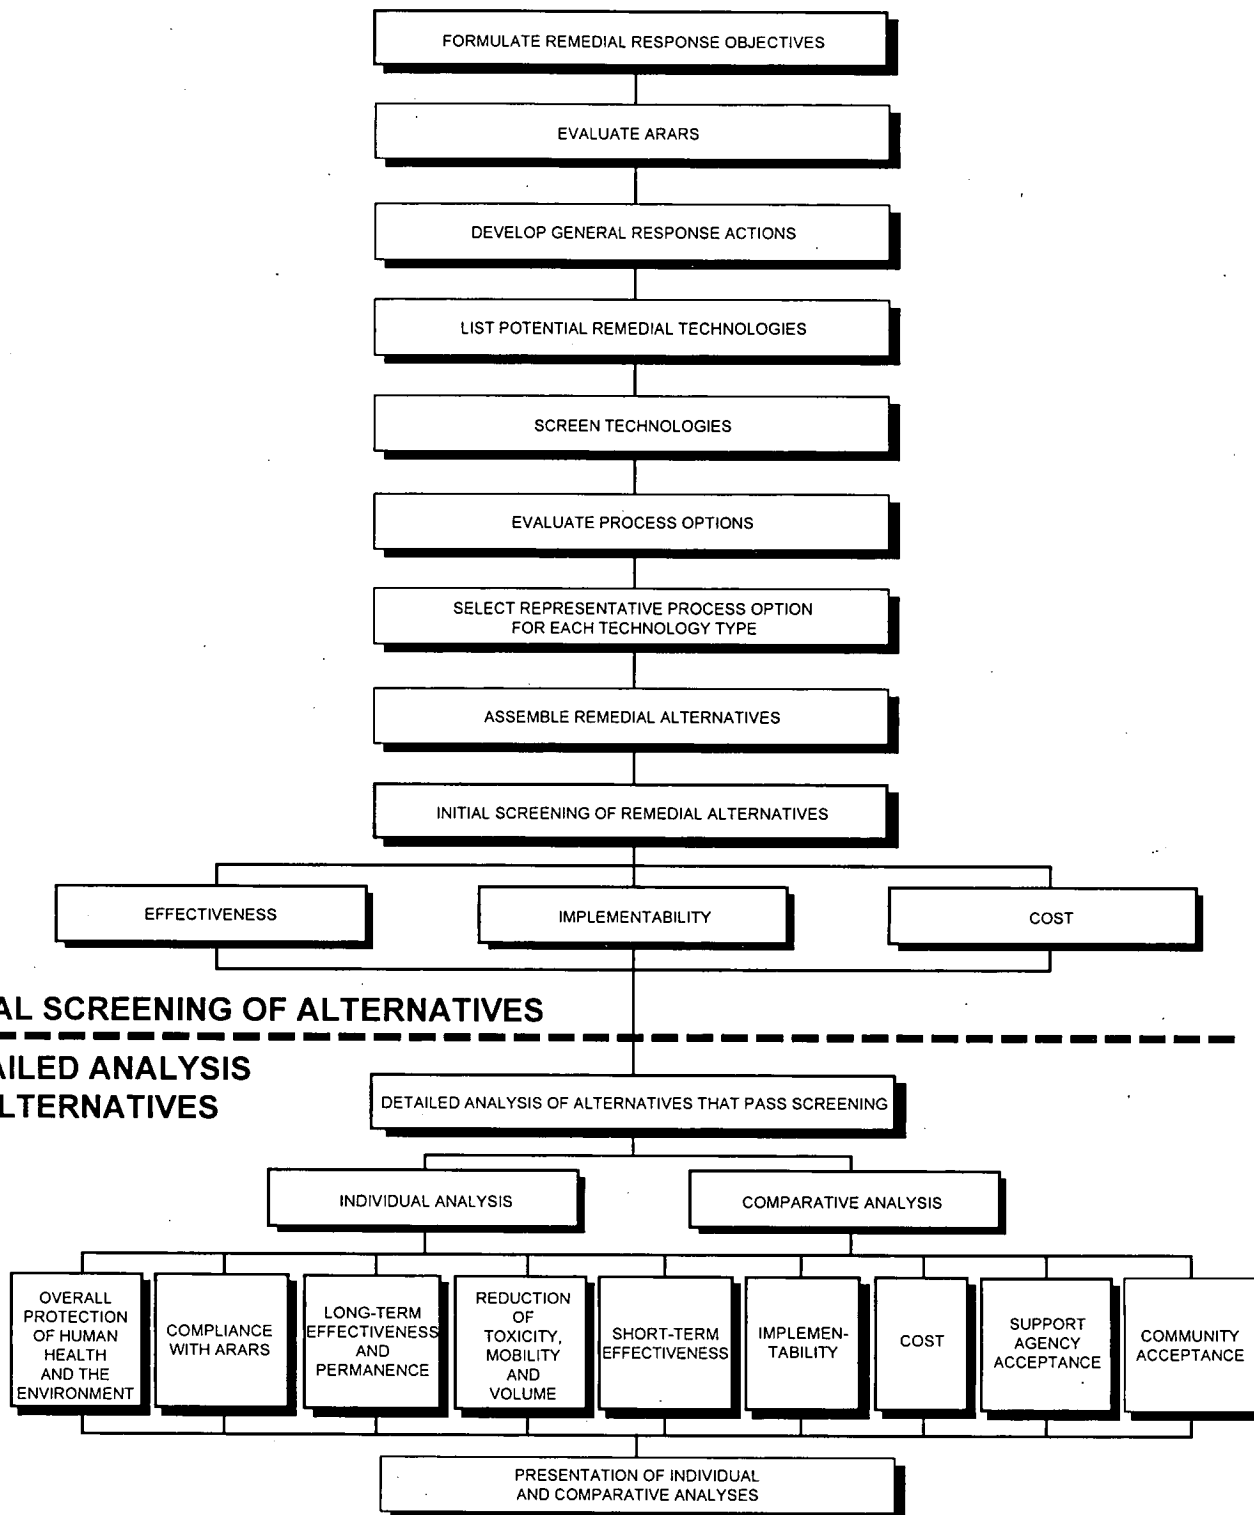 FORMULATE REMEDIAL RESPONSE OBJECTIVES
EVALUATE ARARS
DEVELOP GENERAL RESPONSE ACTIONS
LIST POTENTIAL REMEDIAL TECHNOLOGIES
SCREEN TECHNOLOGIES
EVALUATE PROCESS OPTIONS
SELECT REPRESENTATIVE PROCESS OPTION
FOR EACH TECHNOLOGY TYPE
ASSEMBLE REMEDIAL ALTERNATIVES
INITIAL SCREENING OF REMEDIAL ALTERNATIVES
EFFECTIVENESS
IMPLEMENTABILITY
COST
AL SCREENING OF ALTERNATIVES
AILED ANALYSIS
LTERNATIVES
DETAILED ANALYSIS OF ALTERNATIVES THAT PASS SCREENING
INDIVIDUAL ANALYSIS
COMPARATIVE ANALYSIS
OVERALL
PROTECTION
OF HUMAN
HEALTH
AND THE
ENVIRONMENT
COMPLIANCE
WITH ARARS
LONG-TERM
EFFECTIVENESS
AND
PERMANENCE
REDUCTION
OF
TOXICITY,
MOBILITY
AND
VOLUME
SHORT-TERM
EFFECTIVENESS
IMPLEMEN-
TABILITY
COST
SUPPORT
AGENCY
ACCEPTANCE
COMMUNITY
ACCEPTANCE
PRESENTATION OF INDIVIDUAL
AND COMPARATIVE ANALYSES